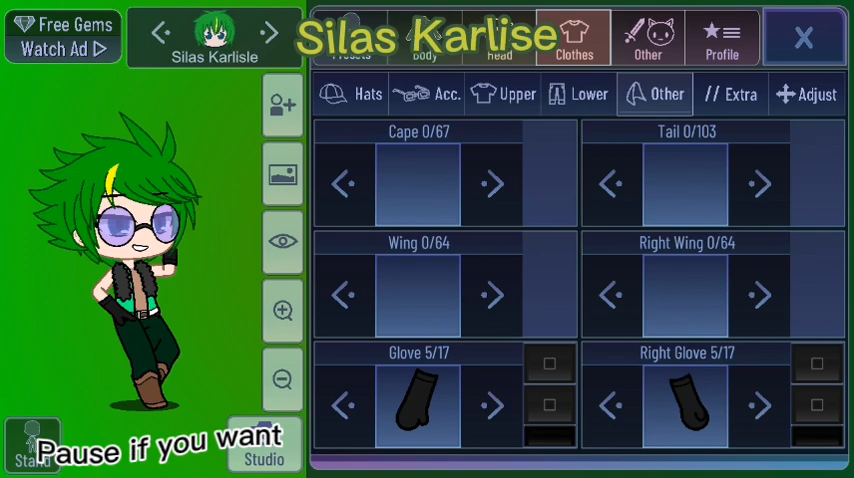 Free Gems
Watch Ad
Silas Karlisle
Silas Karlise
Presets
Body
Head
Clothes
Other
Profile
X
Hats
Acc.
Upper
Lower
Other
Extra
Adjust
Cape 0/67
Tail 0/103
Wing 0/64
Right Wing 0/64
Glove 5/17
Right Glove 5/17
Stand
Pause if you want
Studio